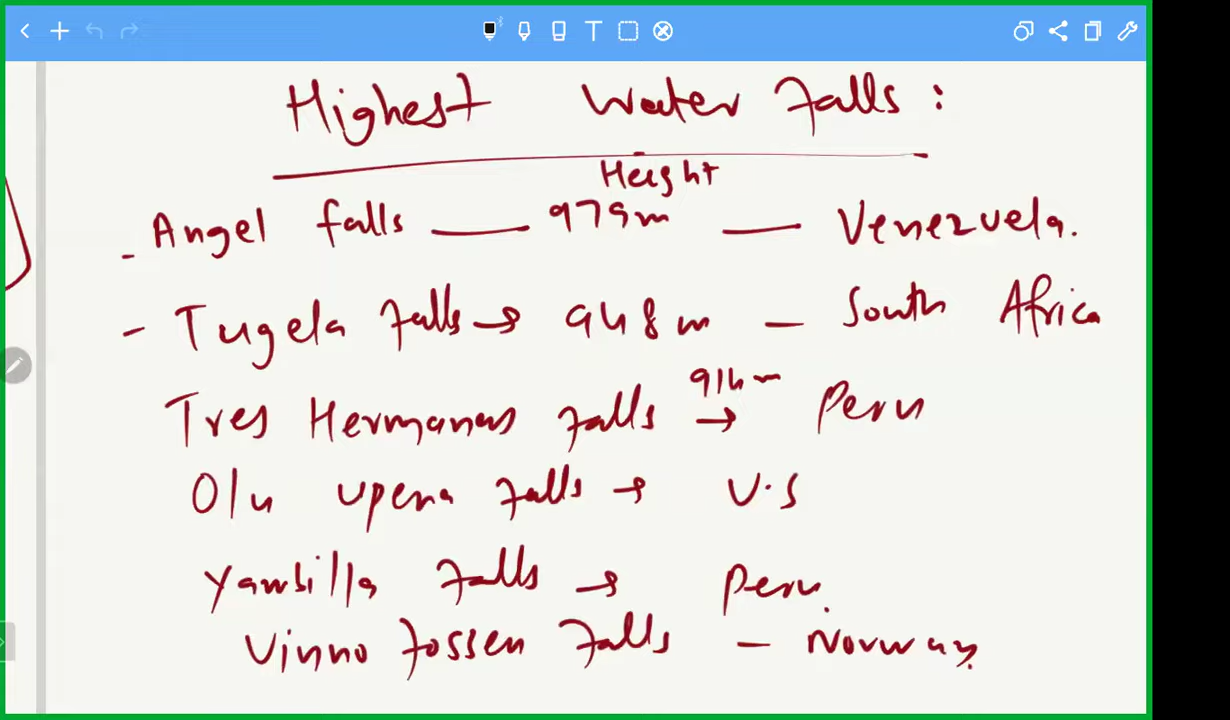 Highest Water Falls:
Height
- Angel falls — 979m — Venezuela.
- Tugela Falls → 948m — South Africa
Tres Hermanas Falls → 914m Peru
Olu upena Falls → U.S
Yambilla Falls → Peru.
Vinno Fossen Falls - Norway.